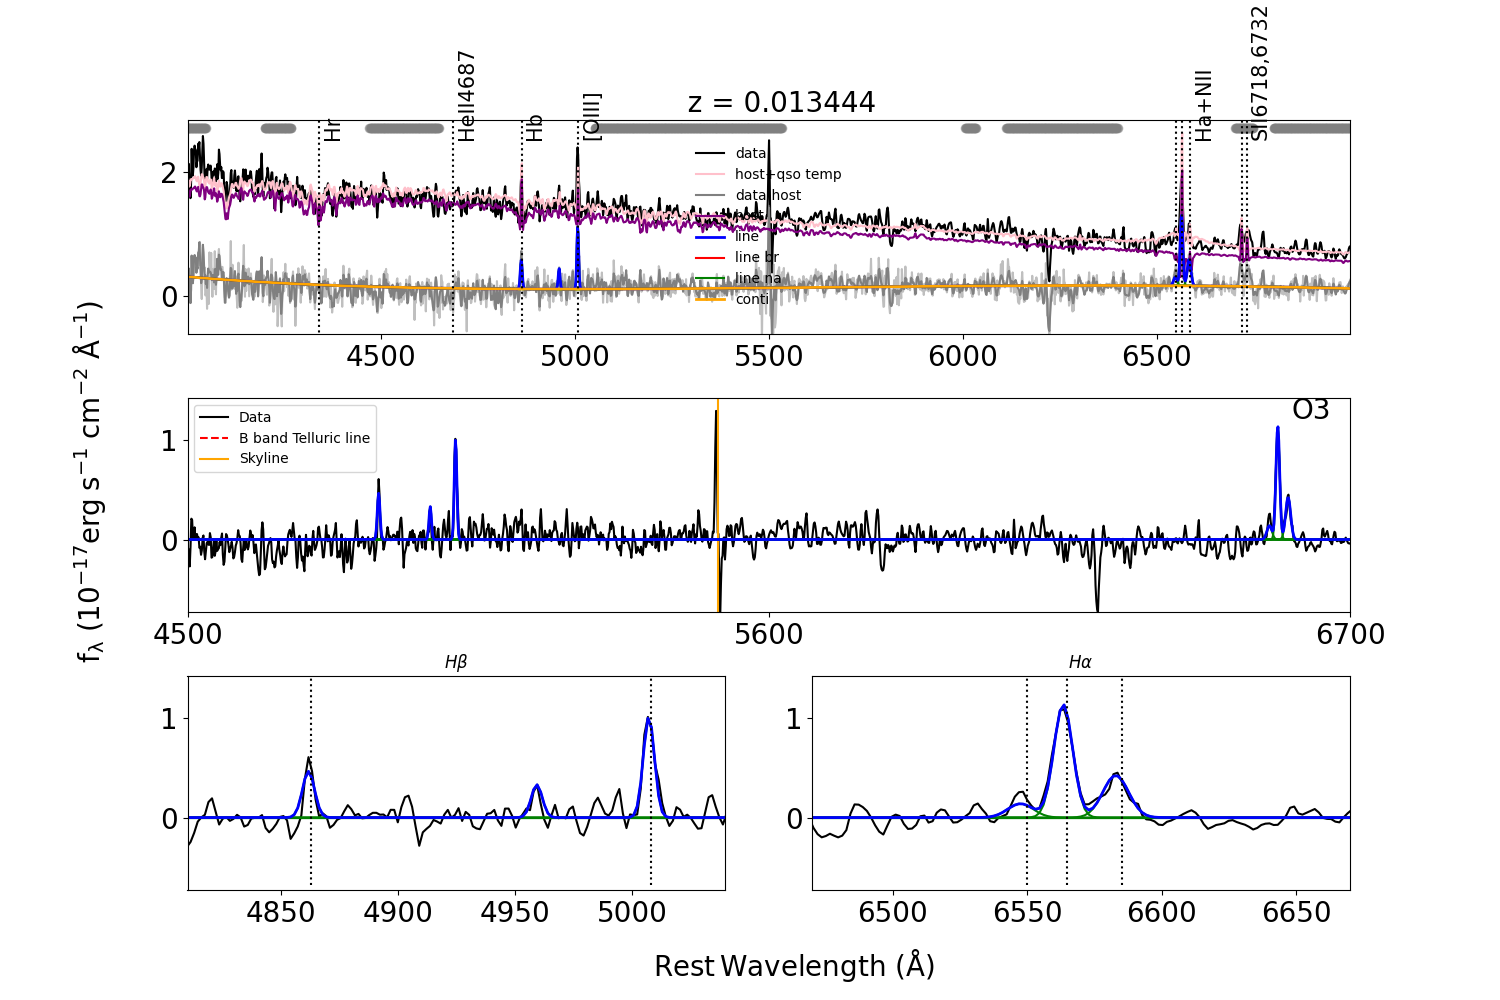 z = 0.013444
Hr
HeII4687
Hb
[OIII]
Ha+NII
SII6718,6732
data
host+qso temp
data-host
host
line
line br
line na
conti
2
0
4500 5000 5500 6000 6500
fλ (10−17erg s−1 cm−2 Å−1)
Data
B band Telluric line
Skyline
O3
1
0
4500 5600 6700
Hβ
1
0
4850 4900 4950 5000
Hα
1
0
6500 6550 6600 6650
Rest Wavelength (Å)